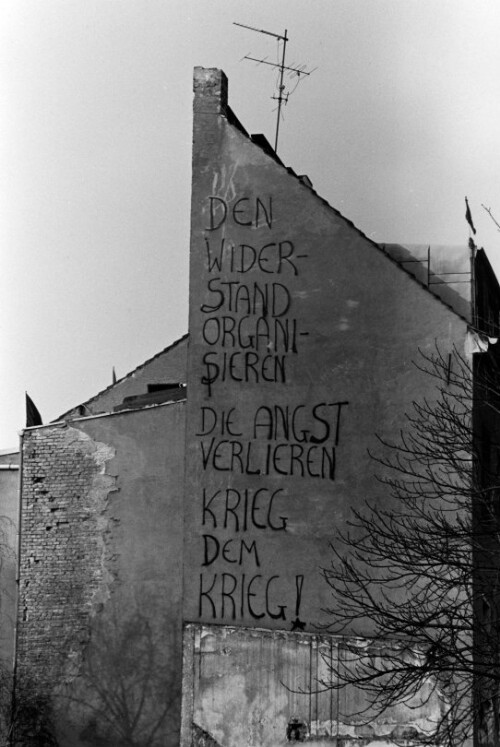 DEN
WIDER-
STAND
ORGANI-
SIEREN
DIE ANGST
VERLIEREN
KRIEG
DEM
KRIEG!